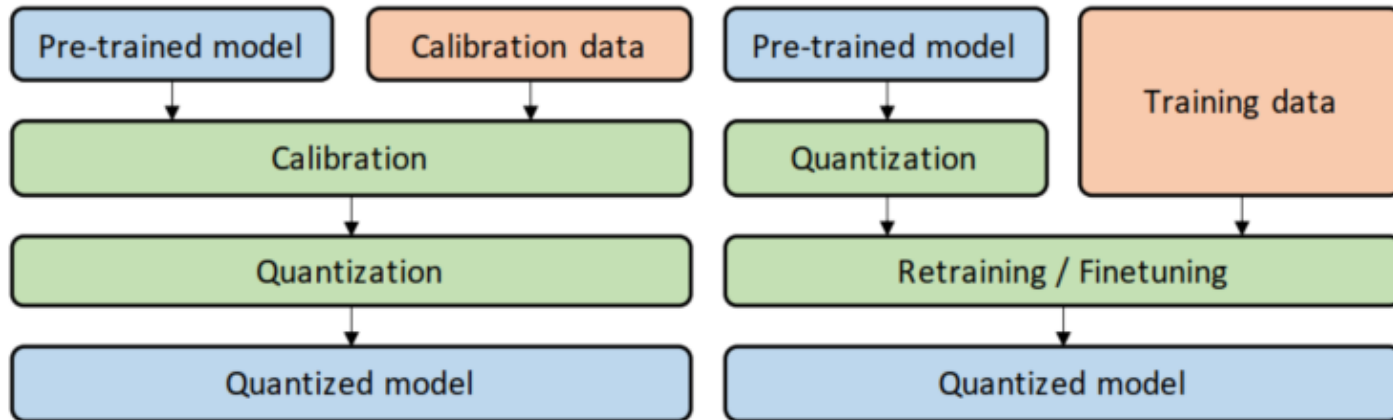 Pre-trained model
Calibration data
Calibration
Quantization
Quantized model
Pre-trained model
Training data
Quantization
Retraining / Finetuning
Quantized model